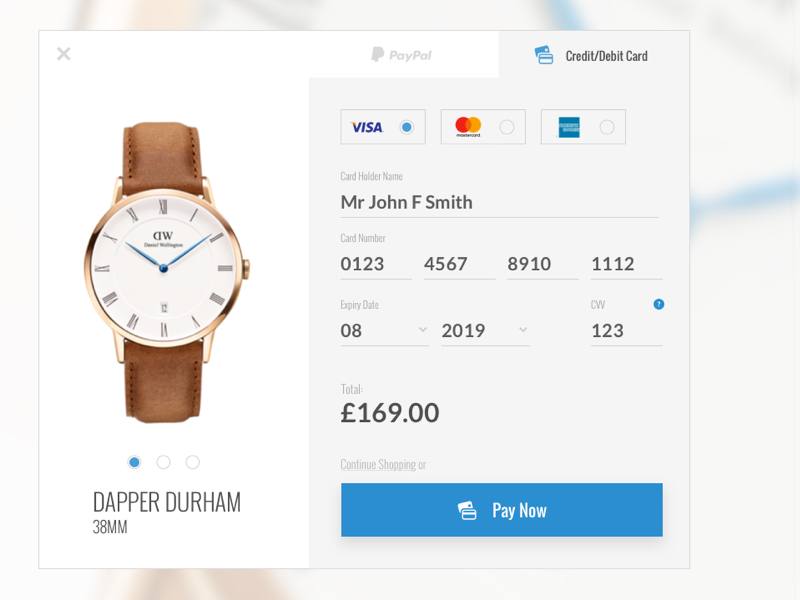 PayPal
Credit/Debit Card
VISA
mastercard
Card Holder Name
Mr John F Smith
Card Number
0123 4567 8910 1112
Expiry Date CVV ?
08 2019 123
DW
Daniel Wellington
Total:
£169.00
Continue Shopping or
Pay Now
DAPPER DURHAM
38MM